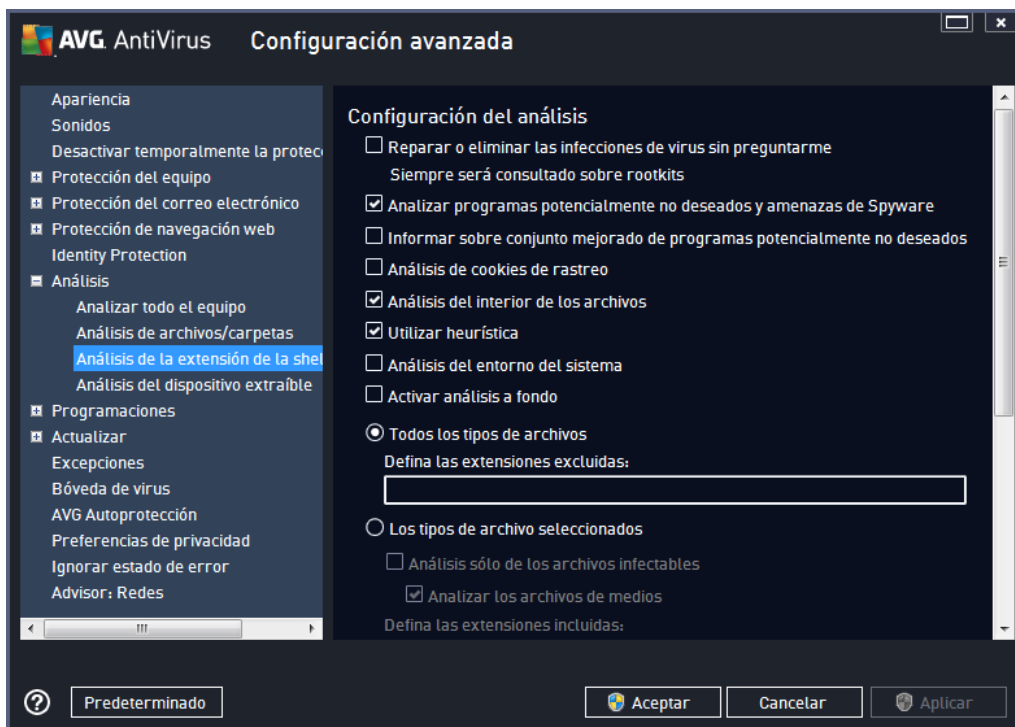 AVG AntiVirus Configuración avanzada
Apariencia
Sonidos
Desactivar temporalmente la protec
Protección del equipo
Protección del correo electrónico
Protección de navegación web
Identity Protection
Análisis
Analizar todo el equipo
Análisis de archivos/carpetas
Análisis de la extensión de la shel
Análisis del dispositivo extraíble
Programaciones
Actualizar
Excepciones
Bóveda de virus
AVG Autoprotección
Preferencias de privacidad
Ignorar estado de error
Advisor: Redes
Configuración del análisis
Reparar o eliminar las infecciones de virus sin preguntarme
Siempre será consultado sobre rootkits
Analizar programas potencialmente no deseados y amenazas de Spyware
Informar sobre conjunto mejorado de programas potencialmente no deseados
Análisis de cookies de rastreo
Análisis del interior de los archivos
Utilizar heurística
Análisis del entorno del sistema
Activar análisis a fondo
Todos los tipos de archivos
Defina las extensiones excluidas:
Los tipos de archivo seleccionados
Análisis sólo de los archivos infectables
Analizar los archivos de medios
Defina las extensiones incluidas:
Predeterminado
Aceptar
Cancelar
Aplicar